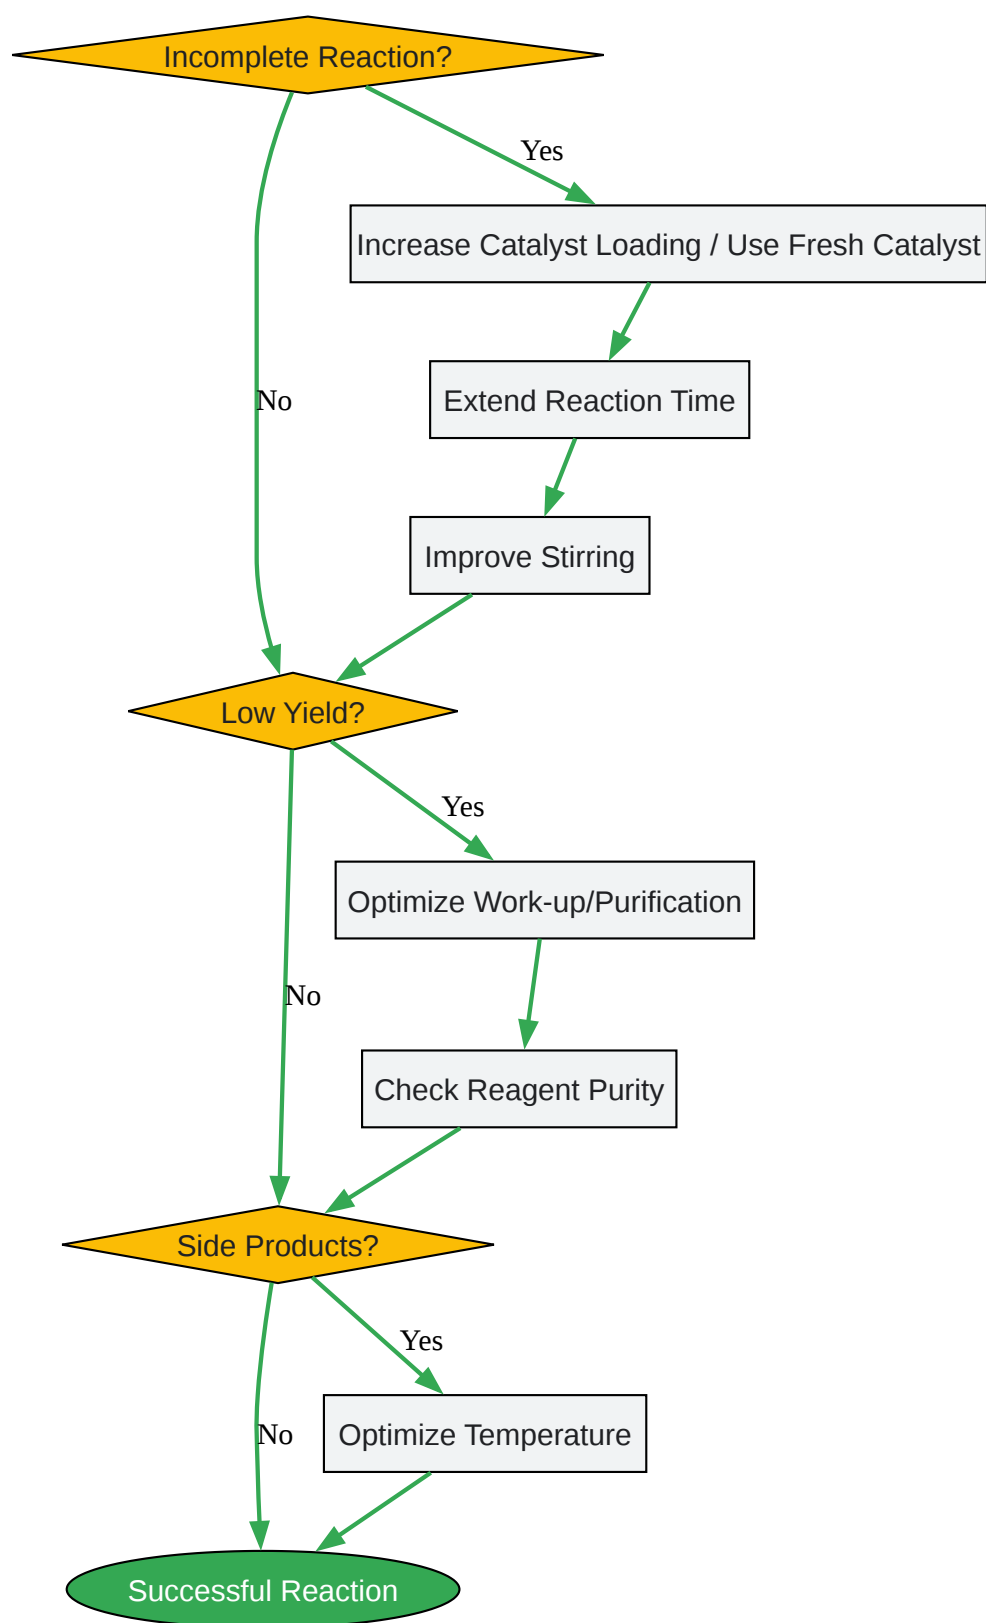 Incomplete Reaction?
Yes
Increase Catalyst Loading / Use Fresh Catalyst
Extend Reaction Time
No
Improve Stirring
Low Yield?
Yes
Optimize Work-up/Purification
No
Check Reagent Purity
Side Products?
Yes
No
Optimize Temperature
Successful Reaction